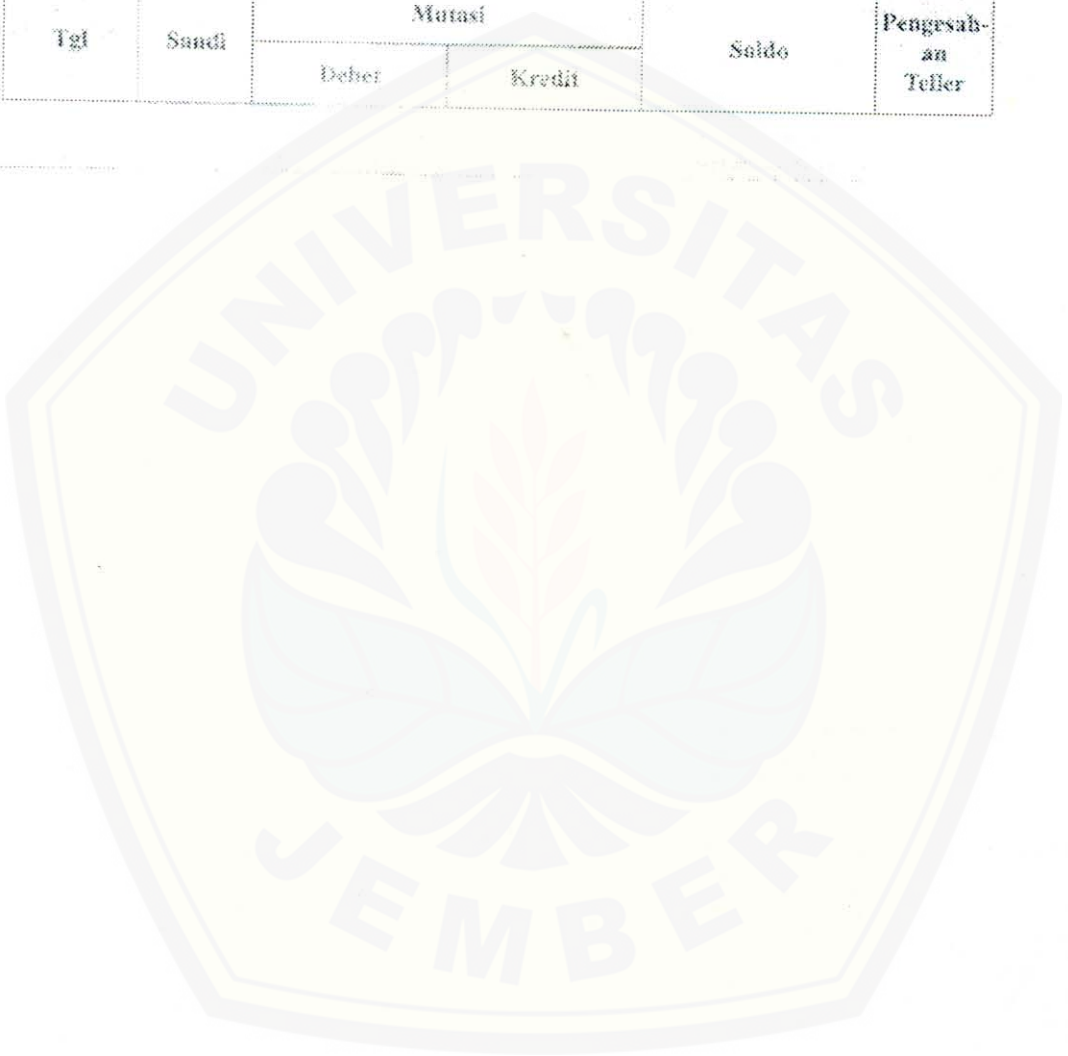 Tgl
Sandi
Mutasi
Debet
Kredit
Saldo
Pengesah-
an
Teller
UNIVERSITAS
JEMBER